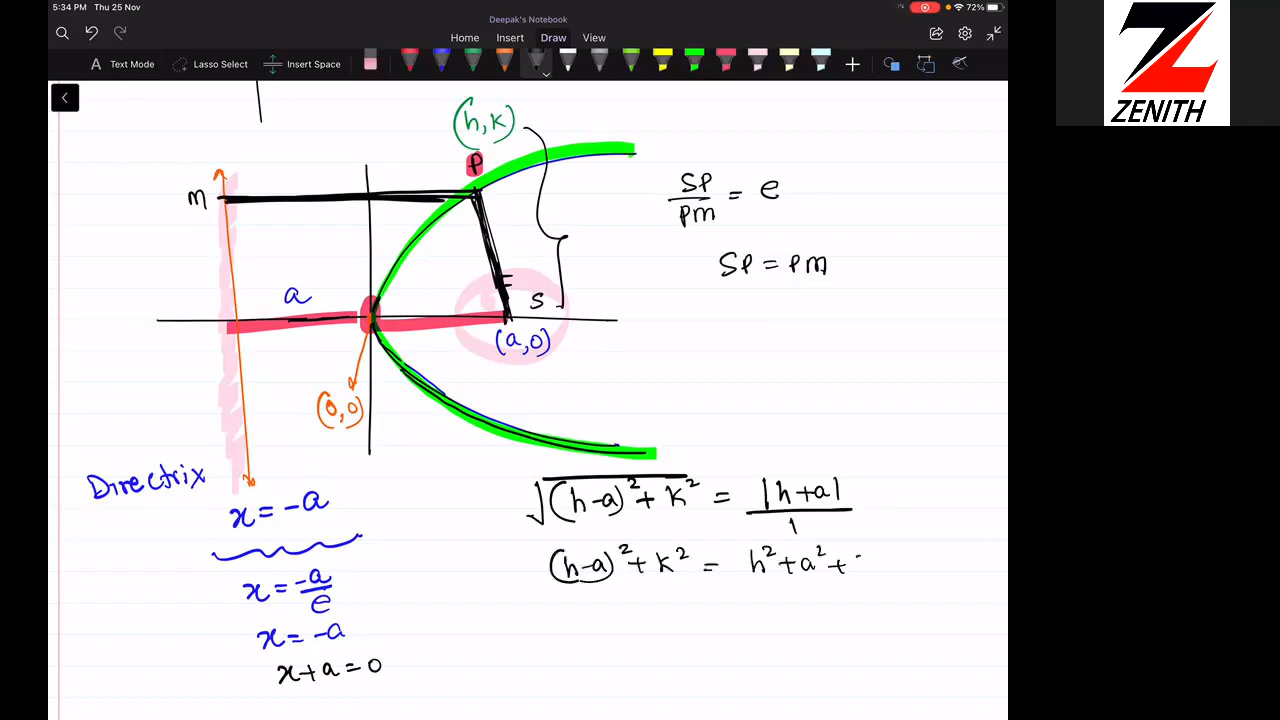 5:34 PM Thu 25 Nov
72%
Deepak's Notebook
Home Insert Draw View
A Text Mode Lasso Select Insert Space
Z
ZENITH
(h, k)
P
m
SP/PM = e
SP = PM
a
S
(a, 0)
(0, 0)
Directrix
x = -a
x = -a/e
x = -a
x + a = 0
√((h-a)² + k²) = |h+a|/1
(h-a)² + k² = h² + a² +